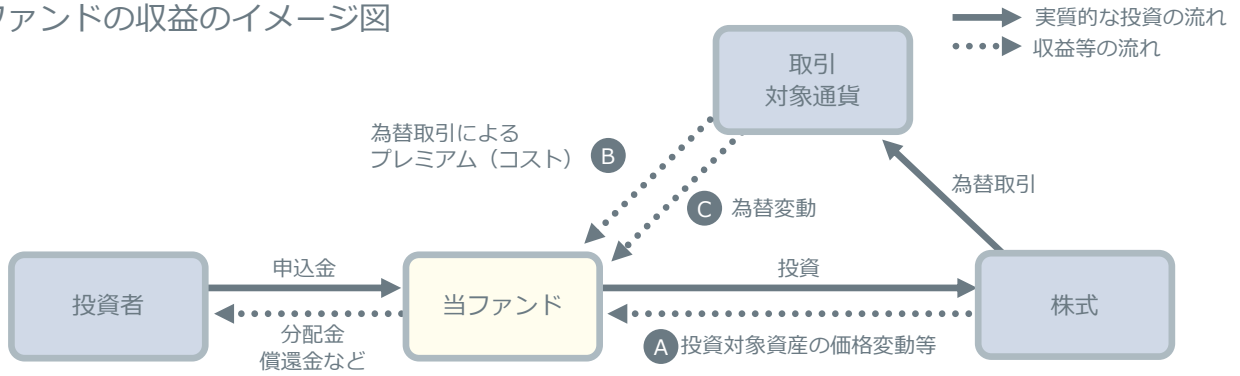 ファンドの収益のイメージ図
実質的な投資の流れ
収益等の流れ
取引
対象通貨
為替取引による
プレミアム（コスト）
B
C
為替変動
為替取引
投資者
申込金
分配金
償還金など
当ファンド
投資
A
投資対象資産の価格変動等
株式